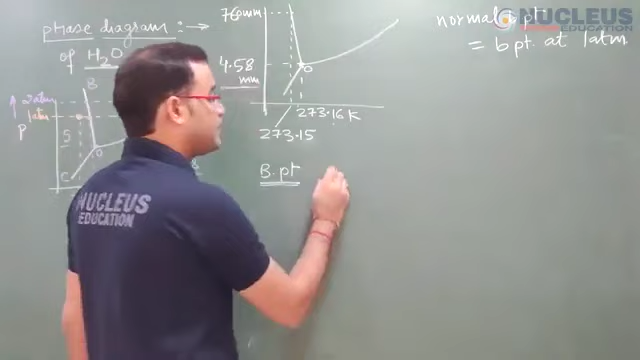 phase diagram :→
of H2O
B
↑ 2atm
1atm
P
S
O
C
760mm
4.58
mm
O
273.16 K
273.15
B. pt
normal b pt
= b pt. at 1atm
NUCLEUS
EDUCATION
NUCLEUS
EDUCATION